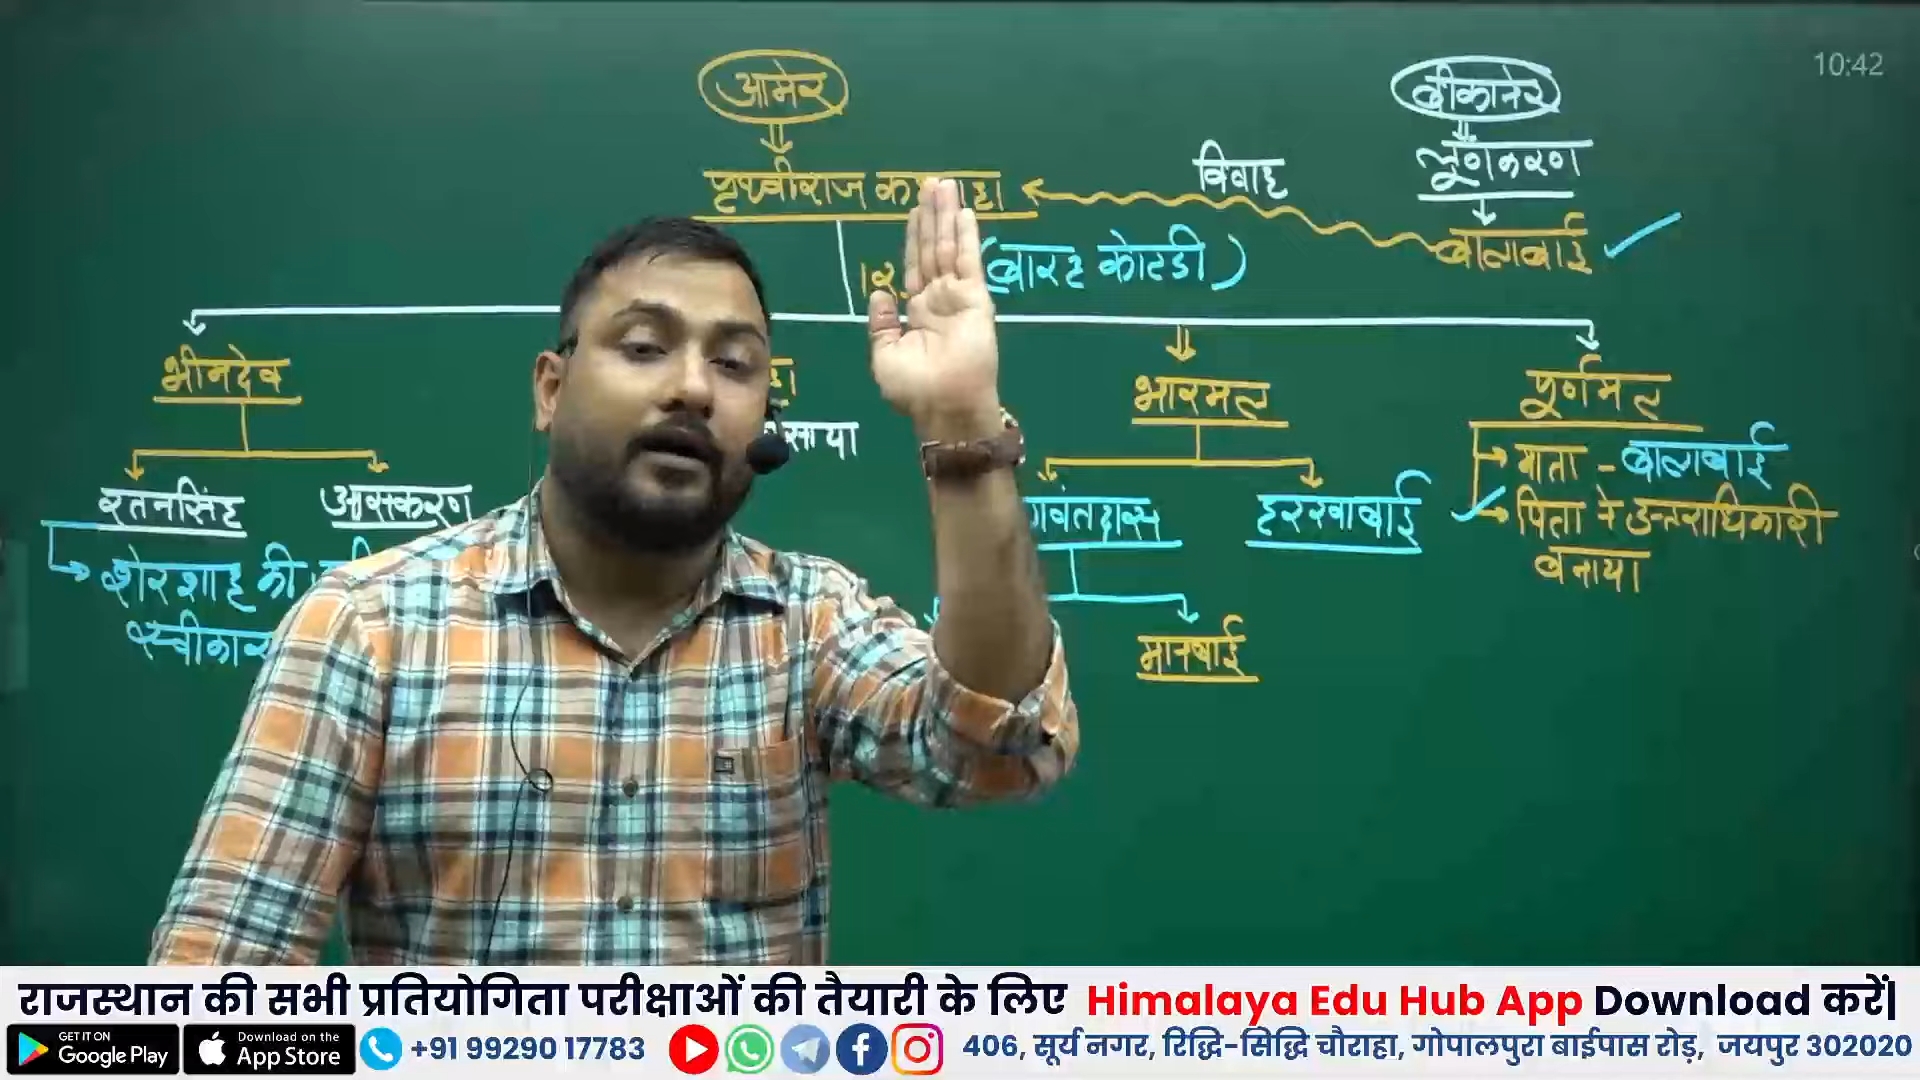 आमेर
बीकानेर
10:42
पृथ्वीराज
विवाह
लूणकरण
बालाबाई
(बारह कोटडी)
12
भीमदेव
भारमल
पूर्णमल
साया
रतनसिंह
आसकरण
हरखाबाई
माता - बालाबाई
पिता ने उत्तराधिकारी
बनाया
शेरशाह की
स्वीकार
मानबाई
राजस्थान की सभी प्रतियोगिता परीक्षाओं की तैयारी के लिए Himalaya Edu Hub App Download करें|
GET IT ON
Google Play
Download on the
App Store
+91 99290 17783
406, सूर्य नगर, रिद्धि-सिद्धि चौराहा, गोपालपुरा बाईपास रोड़, जयपुर 302020